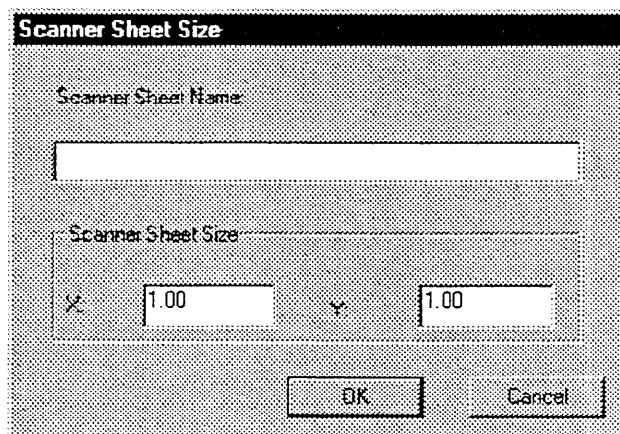 Scanner Sheet Size
Scanner Sheet Name
Scanner Sheet Size
X 1.00 Y 1.00
OK Cancel